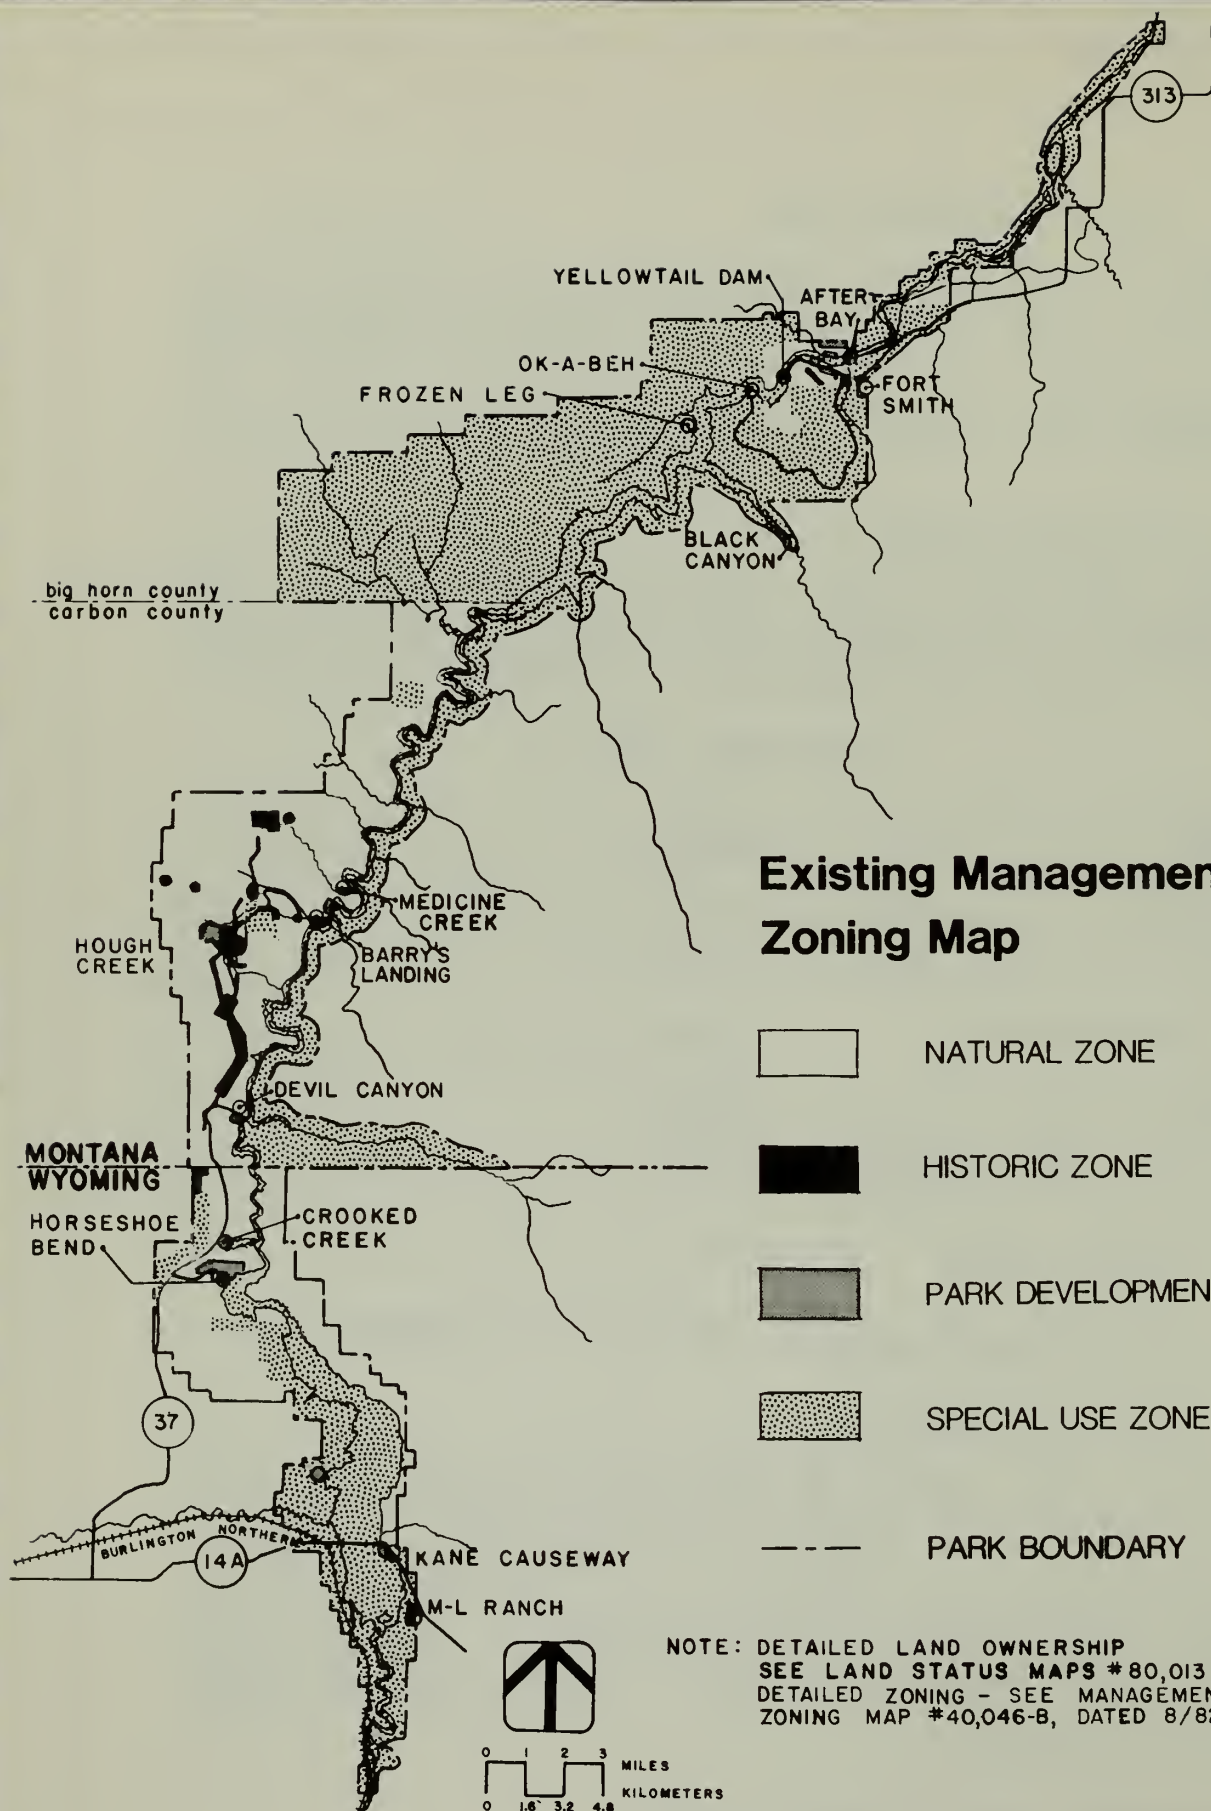 313
YELLOWTAIL DAM
AFTER
BAY
OK-A-BEH
FROZEN LEG
FORT
SMITH
BLACK
CANYON
big horn county
carbon county
Existing Managemen
Zoning Map
MEDICINE
CREEK
HOUGH
CREEK
BARRY'S
LANDING
NATURAL ZONE
DEVIL CANYON
MONTANA
WYOMING
HISTORIC ZONE
HORSESHOE
BEND
CROOKED
CREEK
PARK DEVELOPMEN
37
SPECIAL USE ZONE
BURLINGTON NORTHERN
14A
KANE CAUSEWAY
PARK BOUNDARY
M-L RANCH
NOTE: DETAILED LAND OWNERSHIP
SEE LAND STATUS MAPS #80,013
DETAILED ZONING - SEE MANAGEMEN
ZONING MAP #40,046-B, DATED 8/82
0 1 2 3
MILES
KILOMETERS
0 1.6 3.2 4.8